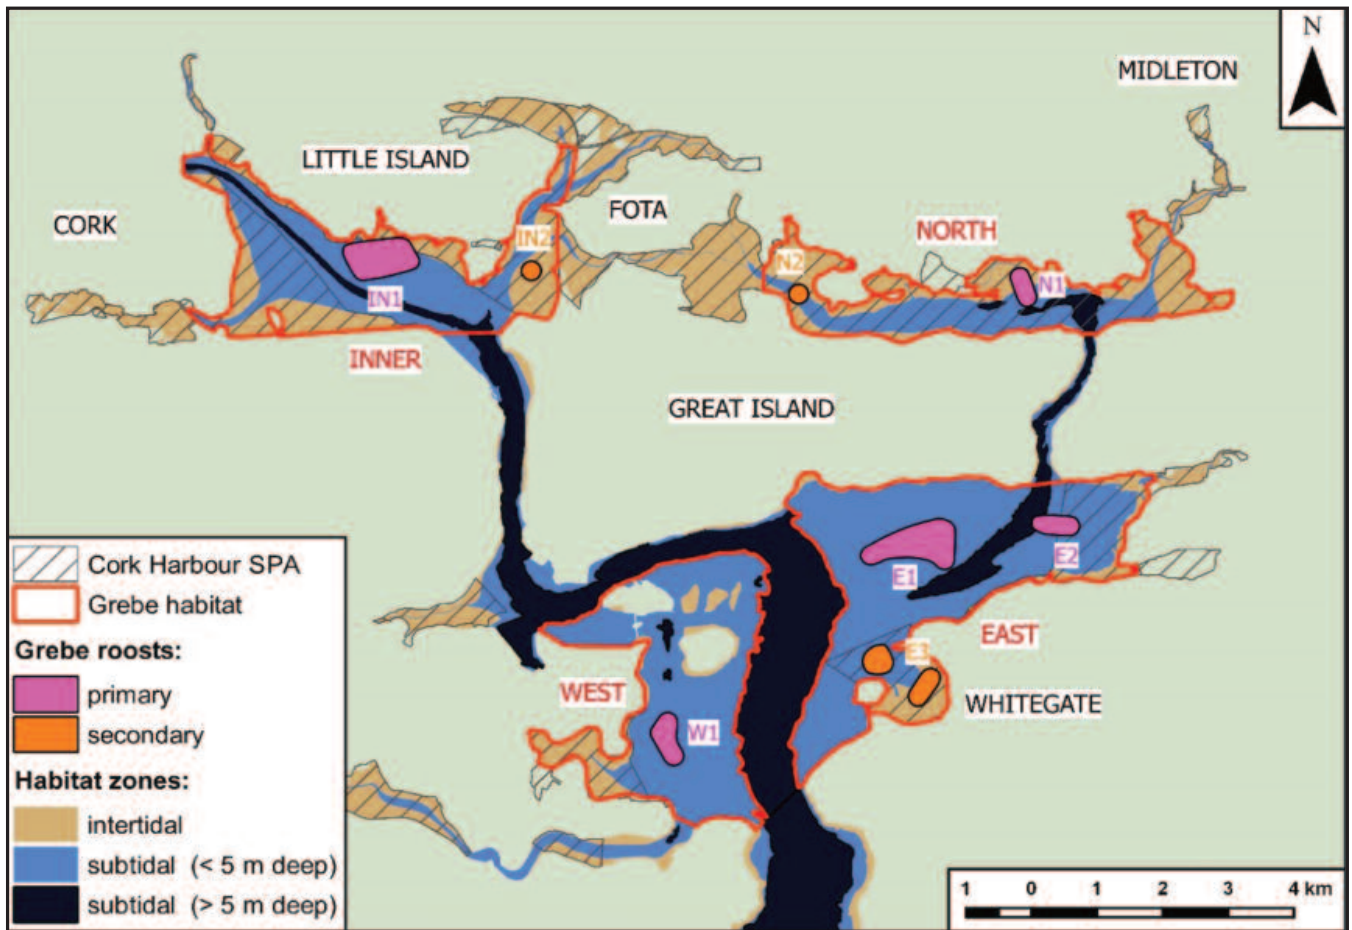 N
MIDLETON
LITTLE ISLAND
FOTA
CORK
IN2
NORTH
N2
IN1
N1
INNER
GREAT ISLAND
E1
E2
EAST
E3
WEST
WHITEGATE
W1
Cork Harbour SPA
Grebe habitat
Grebe roosts:
primary
secondary
Habitat zones:
intertidal
subtidal (< 5 m deep)
subtidal (> 5 m deep)
1 0 1 2 3 4 km